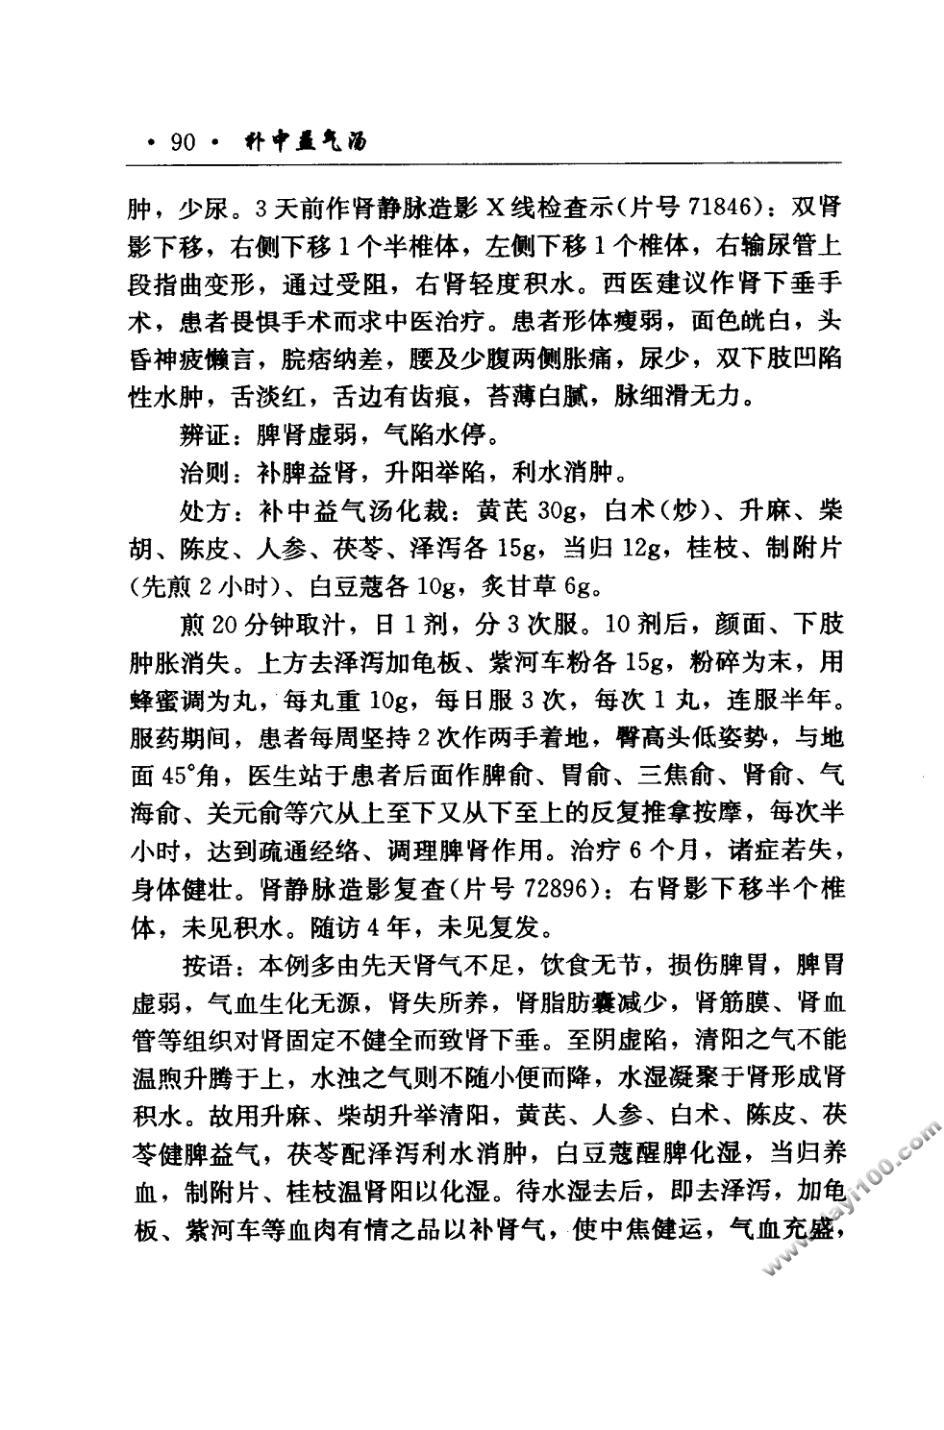 · 90 · 补中益气汤
肿，少尿。3 天前作肾静脉造影 X 线检查示(片号 71846)：双肾
影下移，右侧下移 1 个半椎体，左侧下移 1 个椎体，右输尿管上
段指曲变形，通过受阻，右肾轻度积水。西医建议作肾下垂手
术，患者畏惧手术而求中医治疗。患者形体瘦弱，面色㿠白，头
昏神疲懒言，脘痞纳差，腰及少腹两侧胀痛，尿少，双下肢凹陷
性水肿，舌淡红，舌边有齿痕，苔薄白腻，脉细滑无力。
辨证：脾肾虚弱，气陷水停。
治则：补脾益肾，升阳举陷，利水消肿。
处方：补中益气汤化裁：黄芪 30g，白术(炒)、升麻、柴
胡、陈皮、人参、茯苓、泽泻各 15g，当归 12g，桂枝、制附片
(先煎 2 小时)、白豆蔻各 10g，炙甘草 6g。
煎 20 分钟取汁，日 1 剂，分 3 次服。10 剂后，颜面、下肢
肿胀消失。上方去泽泻加龟板、紫河车粉各 15g，粉碎为末，用
蜂蜜调为丸，每丸重 10g，每日服 3 次，每次 1 丸，连服半年。
服药期间，患者每周坚持 2 次作两手着地，臀高头低姿势，与地
面 45°角，医生站于患者后面作脾俞、胃俞、三焦俞、肾俞、气
海俞、关元俞等穴从上至下又从下至上的反复推拿按摩，每次半
小时，达到疏通经络、调理脾肾作用。治疗 6 个月，诸症若失，
身体健壮。肾静脉造影复查(片号 72896)：右肾影下移半个椎
体，未见积水。随访 4 年，未见复发。
按语：本例多由先天肾气不足，饮食无节，损伤脾胃，脾胃
虚弱，气血生化无源，肾失所养，肾脂肪囊减少，肾筋膜、肾血
管等组织对肾固定不健全而致肾下垂。至阴虚陷，清阳之气不能
温煦升腾于上，水浊之气则不随小便而降，水湿凝聚于肾形成肾
积水。故用升麻、柴胡升举清阳，黄芪、人参、白术、陈皮、茯
苓健脾益气，茯苓配泽泻利水消肿，白豆蔻醒脾化湿，当归养
血，制附片、桂枝温肾阳以化湿。待水湿去后，即去泽泻，加龟
板、紫河车等血肉有情之品以补肾气，使中焦健运，气血充盛，